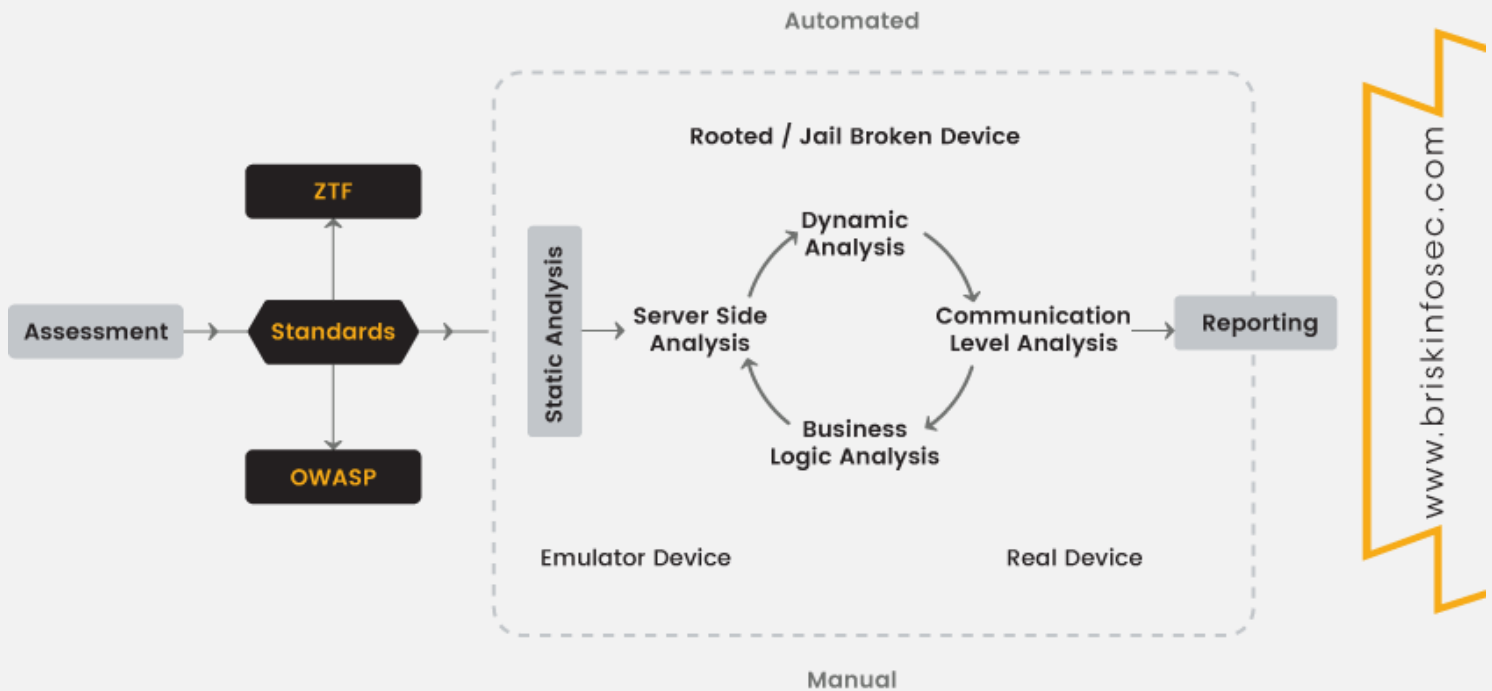 Automated
Rooted / Jail Broken Device
ZTF
Assessment
Standards
OWASP
Static Analysis
Server Side
Analysis
Dynamic
Analysis
Communication
Level Analysis
Business
Logic Analysis
Reporting
Emulator Device
Real Device
Manual
www.briskinfosec.com